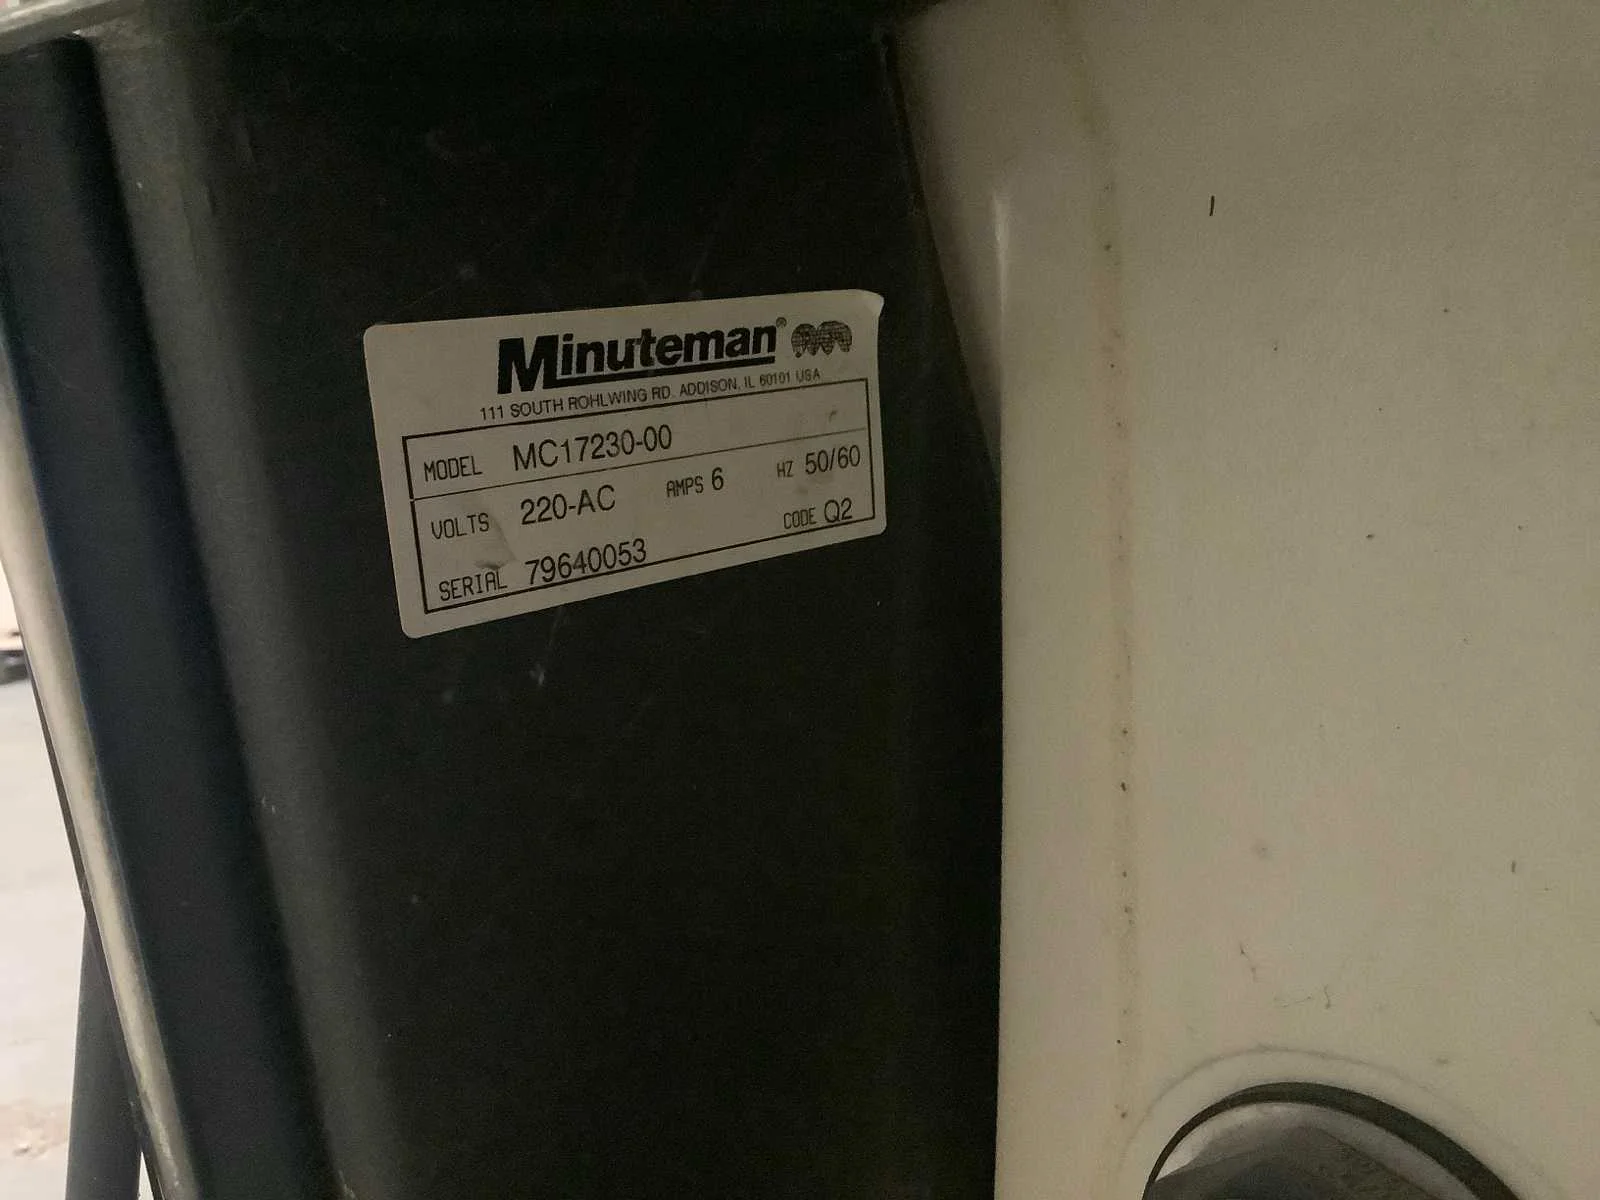 Minuteman®
111 SOUTH ROHLWING RD. ADDISON, IL 60101 USA
MODEL MC17230-00
VOLTS 220-AC AMPS 6 HZ 50/60
SERIAL 79640053 CODE Q2